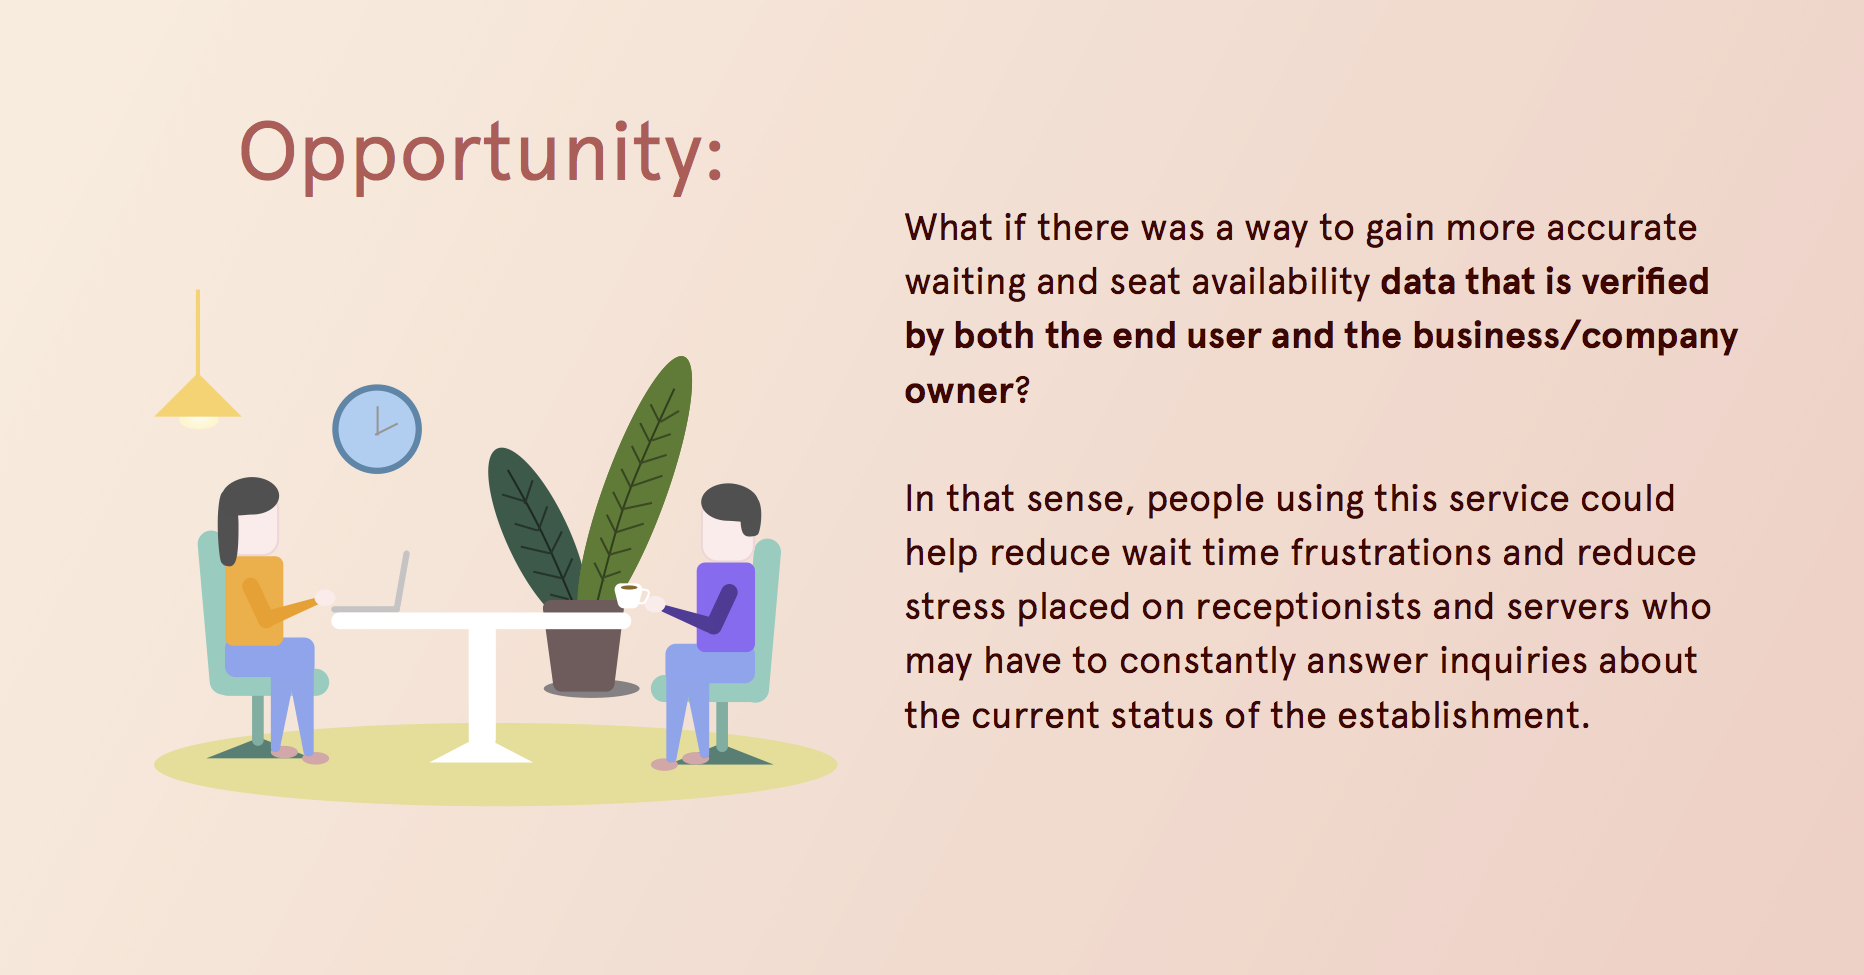 Opportunity:
What if there was a way to gain more accurate
waiting and seat availability data that is verified
by both the end user and the business/company
owner?
In that sense, people using this service could
help reduce wait time frustrations and reduce
stress placed on receptionists and servers who
may have to constantly answer inquiries about
the current status of the establishment.